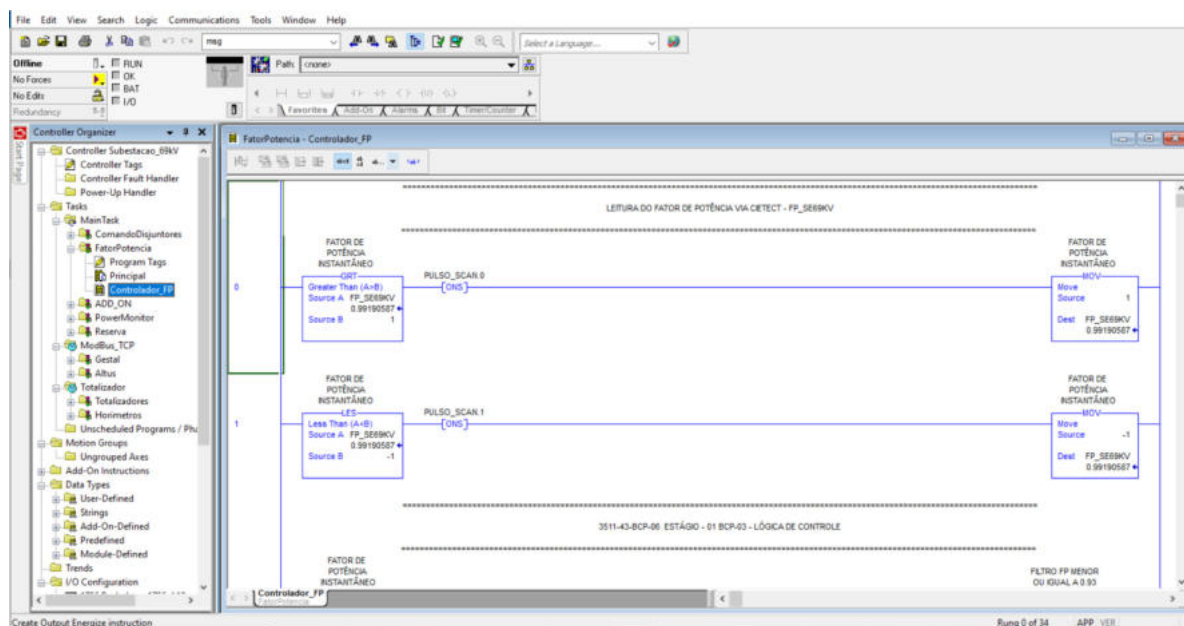 File Edit View Search Logic Communications Tools Window Help
msg
Select a Language...
Offline
RUN
No Forces
OK
No Edits
BAT
I/O
Redundancy
Path: <none>
Favorites
Add-On
Alarms
Bit
Timer/Counter
Start Page
Controller Organizer
Controller Subestacao_69kV
Controller Tags
Controller Fault Handler
Power-Up Handler
Tasks
MainTask
ComandoDisjuntores
FatorPotencia
Program Tags
Principal
Controlador_FP
ADD_ON
PowerMonitor
Reserva
ModBus_TCP
Gestal
Altus
Totalizador
Totalizadores
Horimetros
Unscheduled Programs / Pha
Motion Groups
Ungrouped Axes
Add-On Instructions
Data Types
User-Defined
Strings
Add-On-Defined
Predefined
Module-Defined
Trends
I/O Configuration
FatorPotencia - Controlador_FP
LEITURA DO FATOR DE POTÊNCIA VIA CIETECT - FP_SE69KV
0
FATOR DE
POTÊNCIA
INSTANTÂNEO
GRT
Greater Than (A>B)
Source A FP_SE69KV
0.99190587
Source B 1
PULSO_SCAN.0
ONS
FATOR DE
POTÊNCIA
INSTANTÂNEO
MOV
Move
Source 1
Dest FP_SE69KV
0.99190587
1
FATOR DE
POTÊNCIA
INSTANTÂNEO
LES
Less Than (A<B)
Source A FP_SE69KV
0.99190587
Source B -1
PULSO_SCAN.1
ONS
FATOR DE
POTÊNCIA
INSTANTÂNEO
MOV
Move
Source -1
Dest FP_SE69KV
0.99190587
3511-43-BCP-06 ESTÁGIO - 01 BCP-03 - LÓGICA DE CONTROLE
FATOR DE
POTÊNCIA
INSTANTÂNEO
FILTRO FP MENOR
OU IGUAL A 0.93
Controlador_FP
FatorPotencia
Create Output Energize instruction
Rung 0 of 34 APP VER